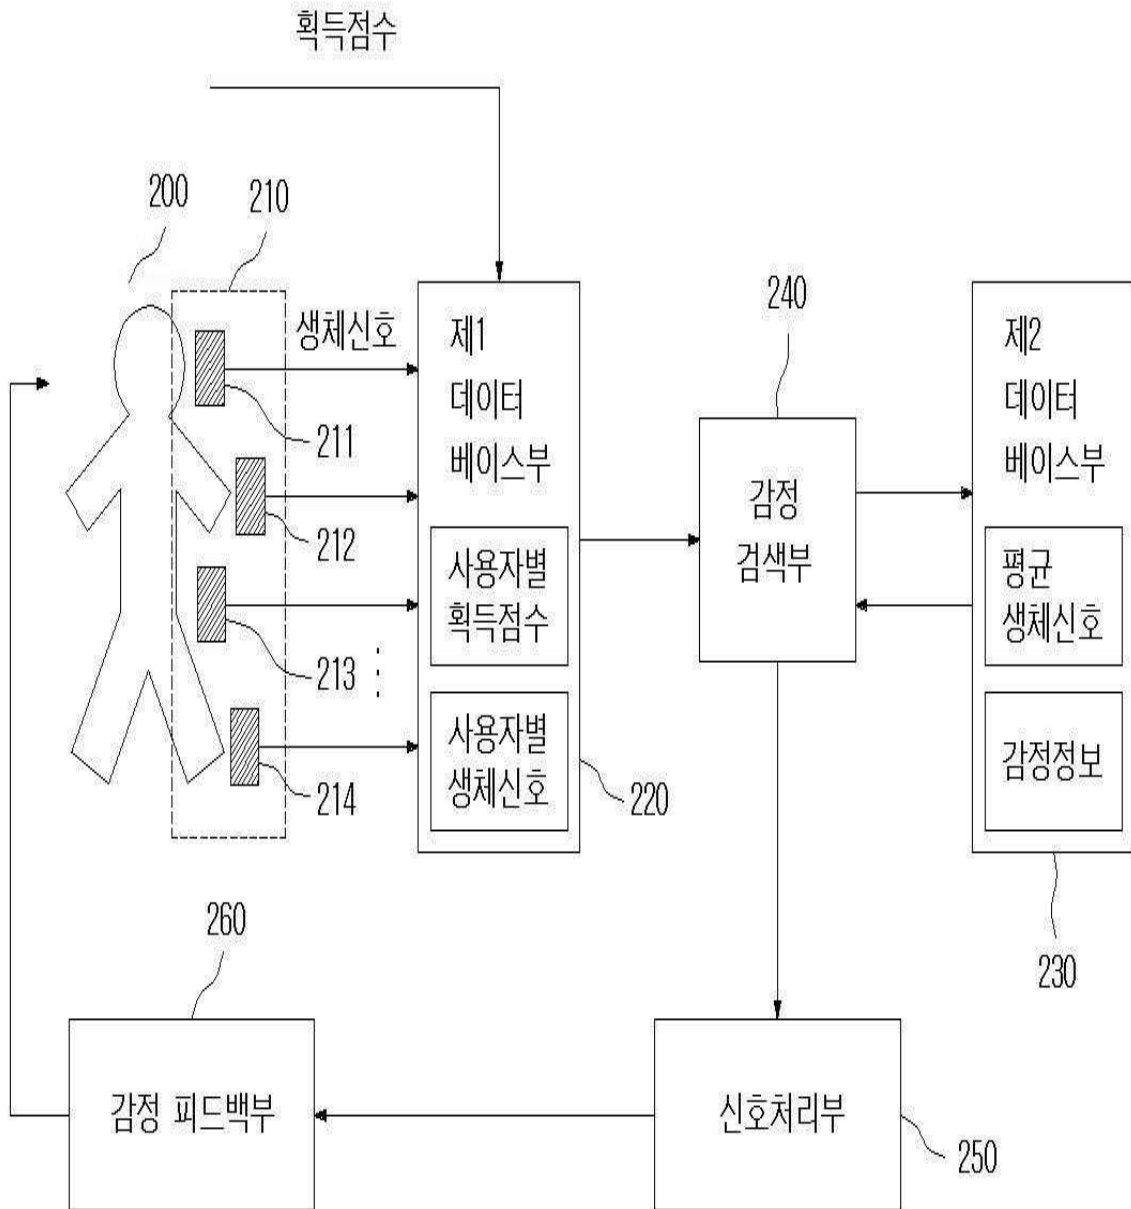 획득점수
200
210
생체신호
211
212
213
214
제1
데이터
베이스부
사용자별
획득점수
사용자별
생체신호
220
240
감정
검색부
제2
데이터
베이스부
평균
생체신호
감정정보
230
260
감정 피드백부
신호처리부
250